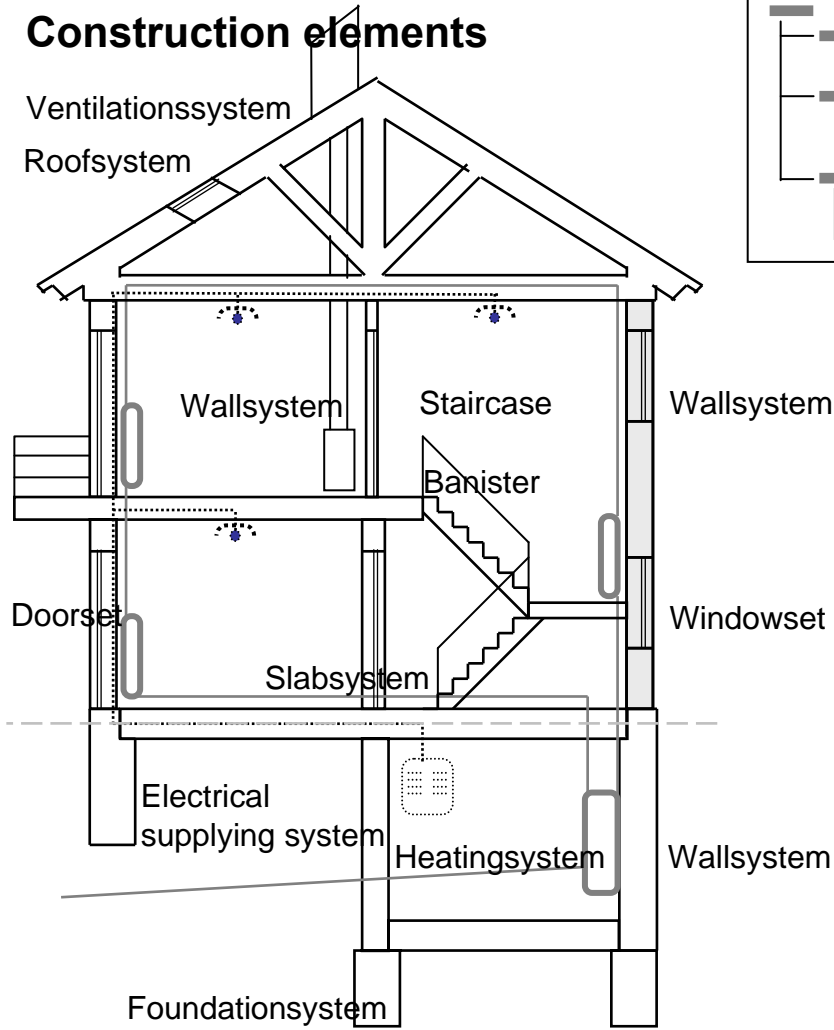 Construction elements
Ventilationssystem
Roofsystem
Wallsystem
Staircase
Wallsystem
Banister
Doorset
Windowset
Slabsystem
Electrical
supplying system
Heatingsystem
Wallsystem
Foundationsystem